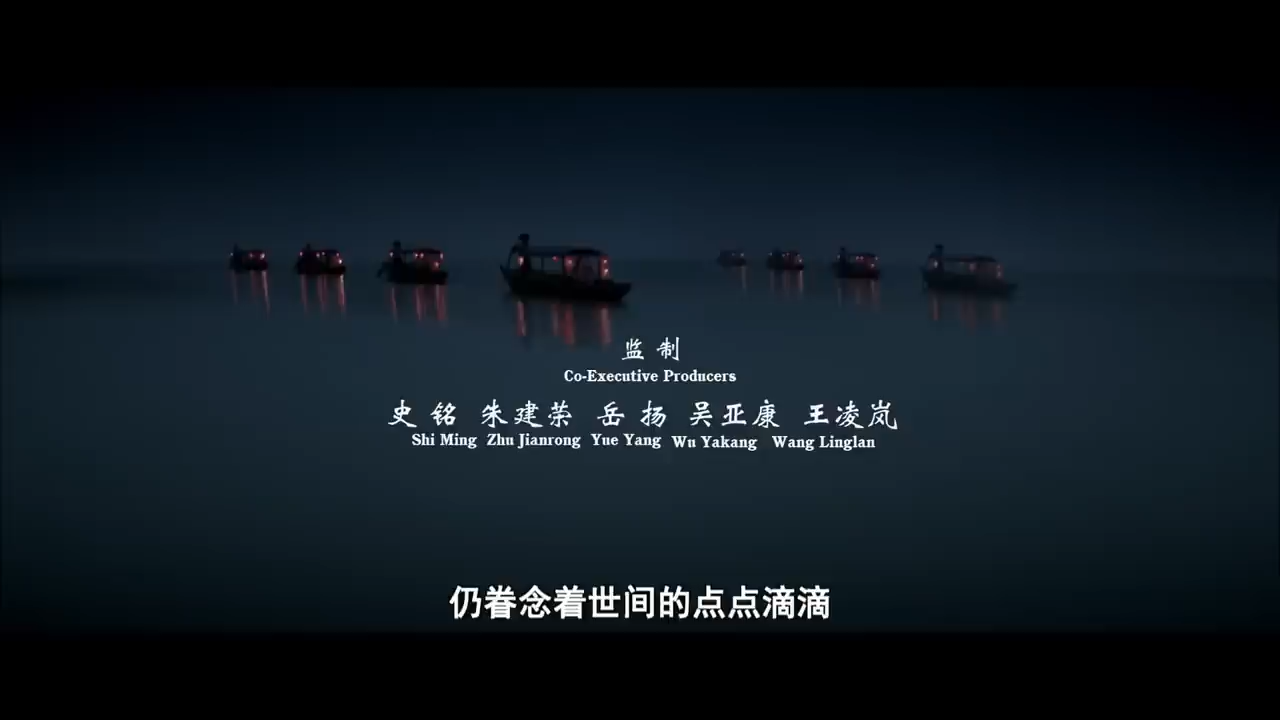 监 制
Co-Executive Producers
史 铭 朱建荣 岳 扬 吴亚康 王凌岚
Shi Ming Zhu Jianrong Yue Yang Wu Yakang Wang Linglan
仍眷念着世间的点点滴滴